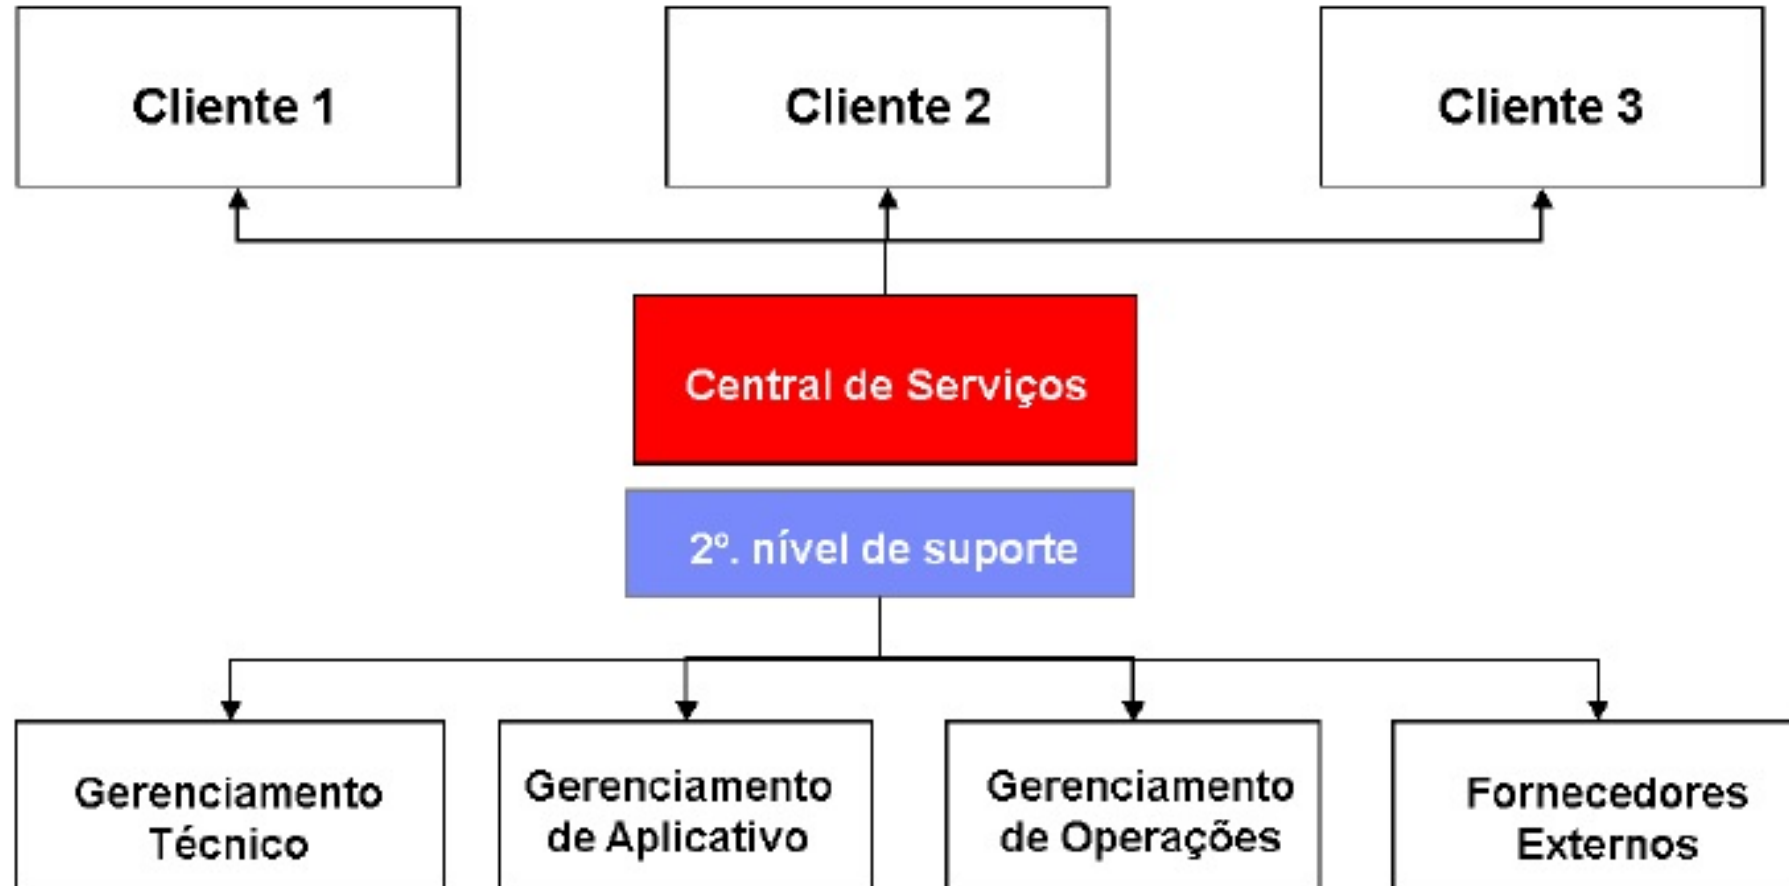 Cliente 1
Cliente 2
Cliente 3
Central de Serviços
2º. nível de suporte
Gerenciamento
Técnico
Gerenciamento
de Aplicativo
Gerenciamento
de Operações
Fornecedores
Externos